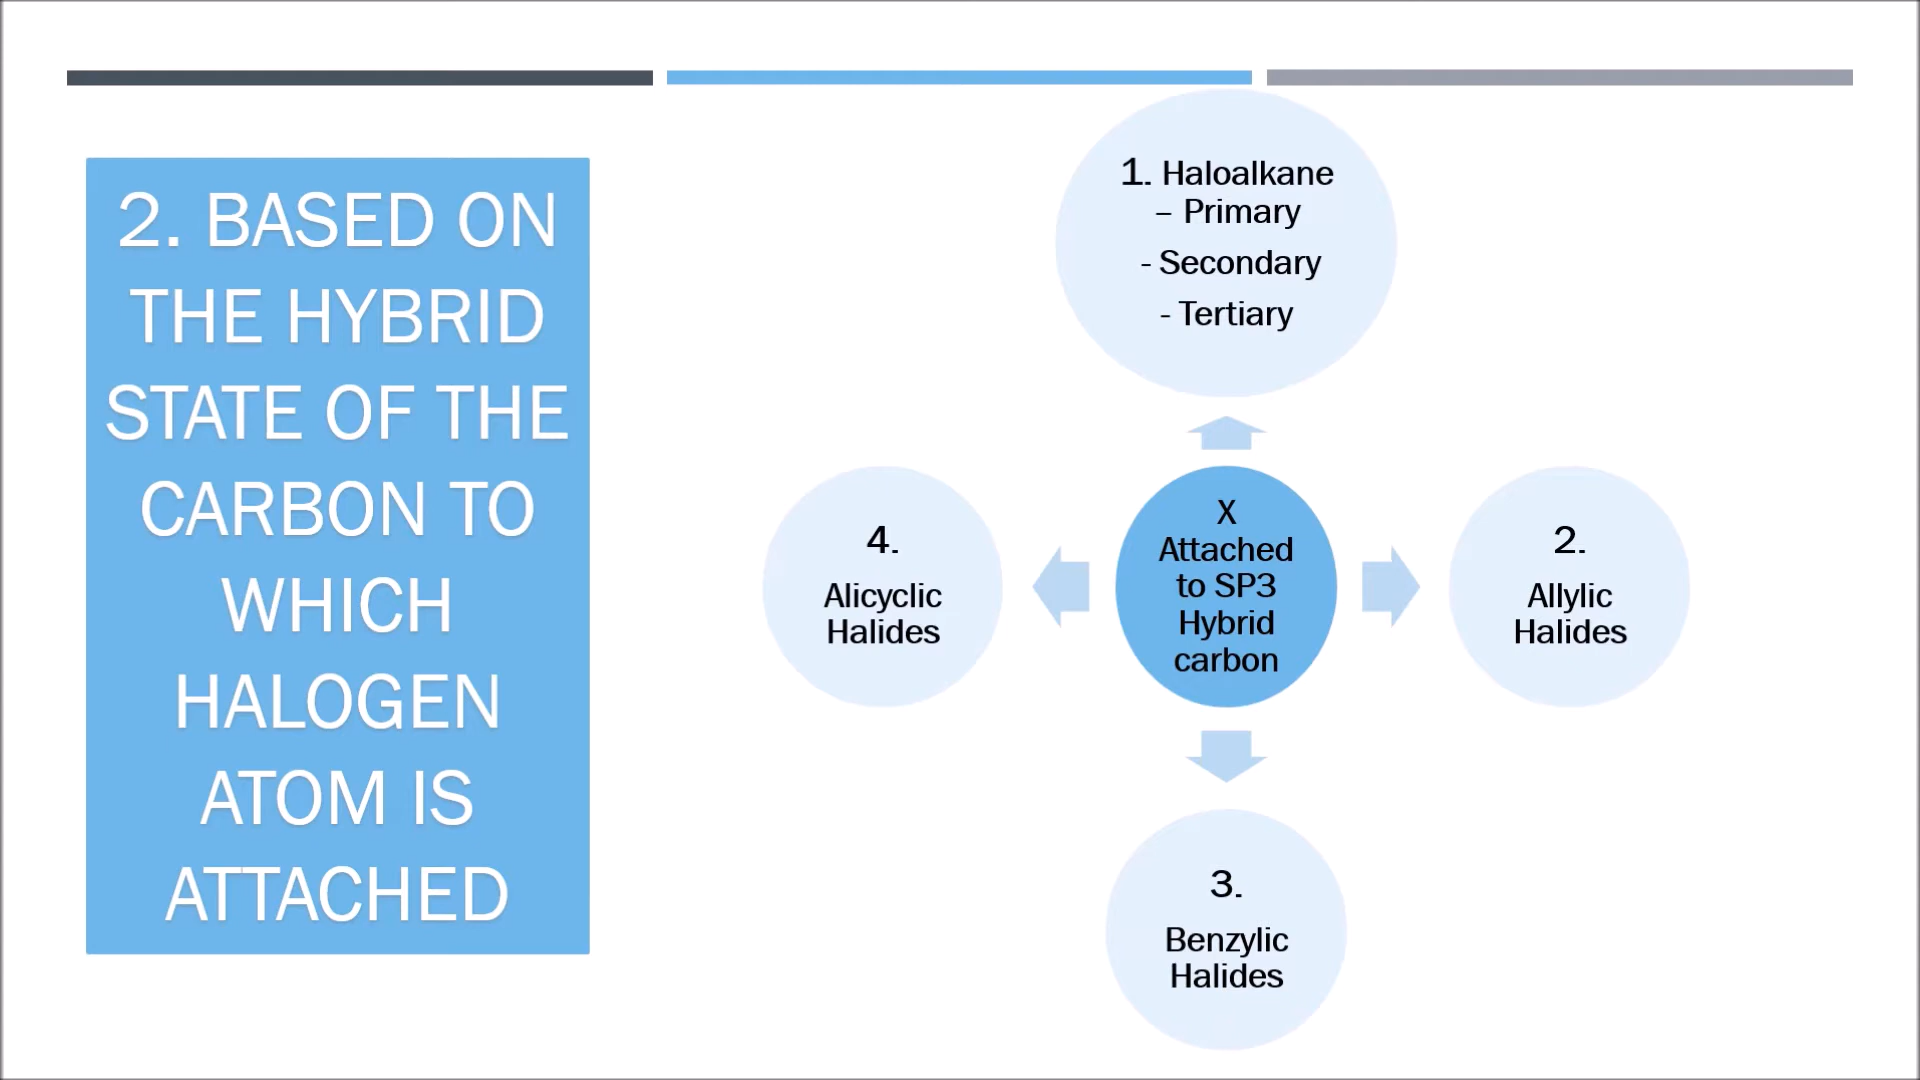 2. BASED ON
THE HYBRID
STATE OF THE
CARBON TO
WHICH
HALOGEN
ATOM IS
ATTACHED
1. Haloalkane
– Primary
- Secondary
- Tertiary
4.
Alicyclic
Halides
X
Attached
to SP3
Hybrid
carbon
2.
Allylic
Halides
3.
Benzylic
Halides